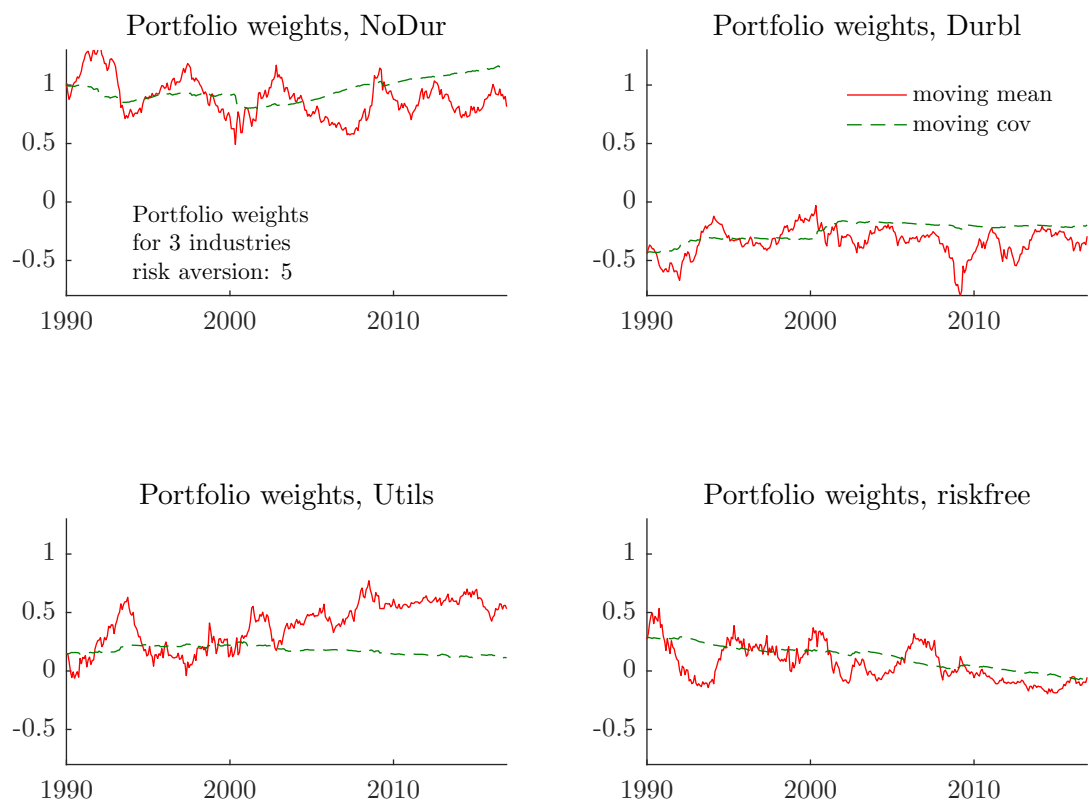 Portfolio weights, NoDur
1
0.5
0
-0.5
Portfolio weights
for 3 industries
risk aversion: 5
1990 2000 2010
Portfolio weights, Durbl
1
0.5
0
-0.5
moving mean
moving cov
1990 2000 2010
Portfolio weights, Utils
1
0.5
0
-0.5
1990 2000 2010
Portfolio weights, riskfree
1
0.5
0
-0.5
1990 2000 2010